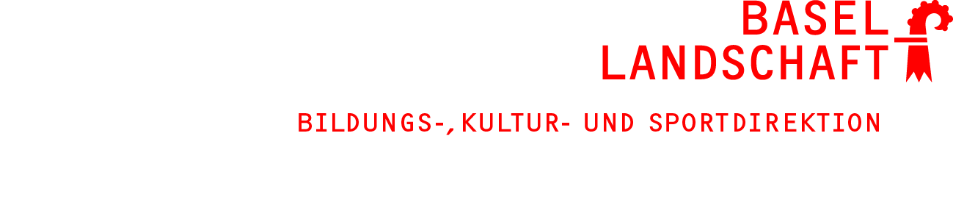 BASEL
LANDSCHAFT
BILDUNGS-, KULTUR- UND SPORTDIREKTION